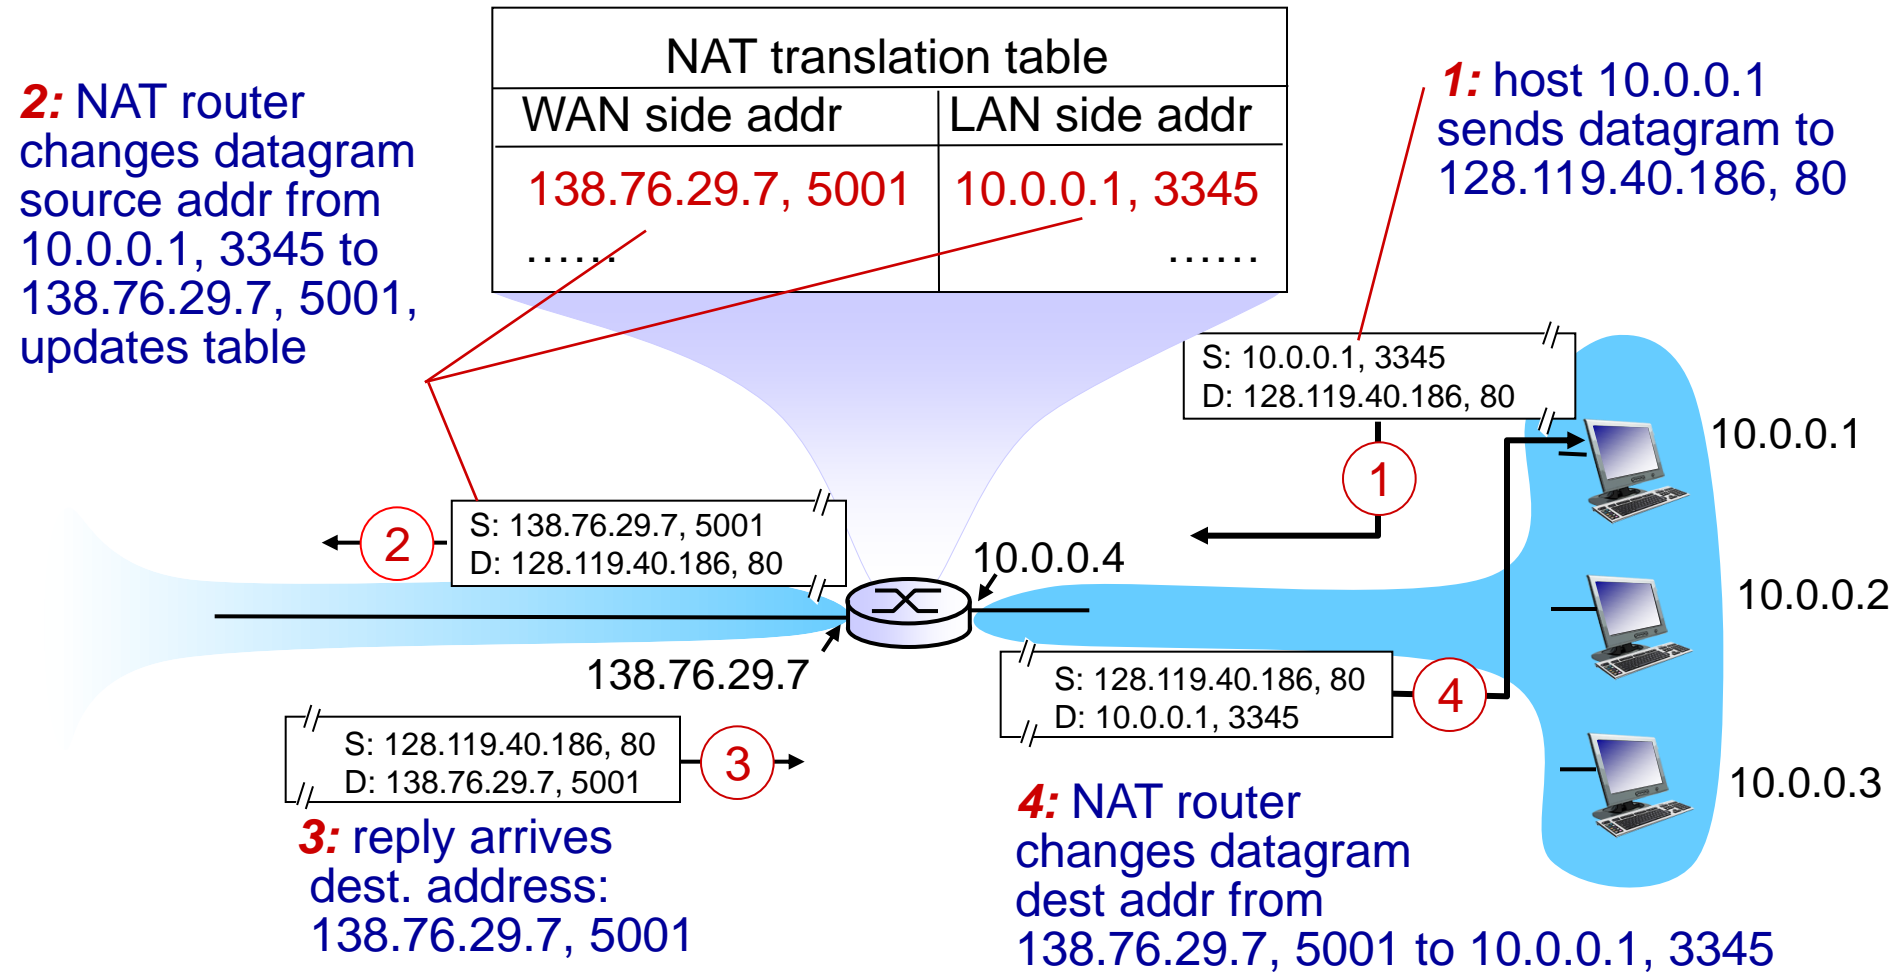 NAT translation table
WAN side addr
LAN side addr
138.76.29.7, 5001
10.0.0.1, 3345
......
......
2: NAT router
changes datagram
source addr from
10.0.0.1, 3345 to
138.76.29.7, 5001,
updates table
1: host 10.0.0.1
sends datagram to
128.119.40.186, 80
S: 10.0.0.1, 3345
D: 128.119.40.186, 80
1
10.0.0.1
S: 138.76.29.7, 5001
D: 128.119.40.186, 80
2
10.0.0.4
10.0.0.2
138.76.29.7
S: 128.119.40.186, 80
D: 10.0.0.1, 3345
4
S: 128.119.40.186, 80
D: 138.76.29.7, 5001
3
10.0.0.3
3: reply arrives
dest. address:
138.76.29.7, 5001
4: NAT router
changes datagram
dest addr from
138.76.29.7, 5001 to 10.0.0.1, 3345